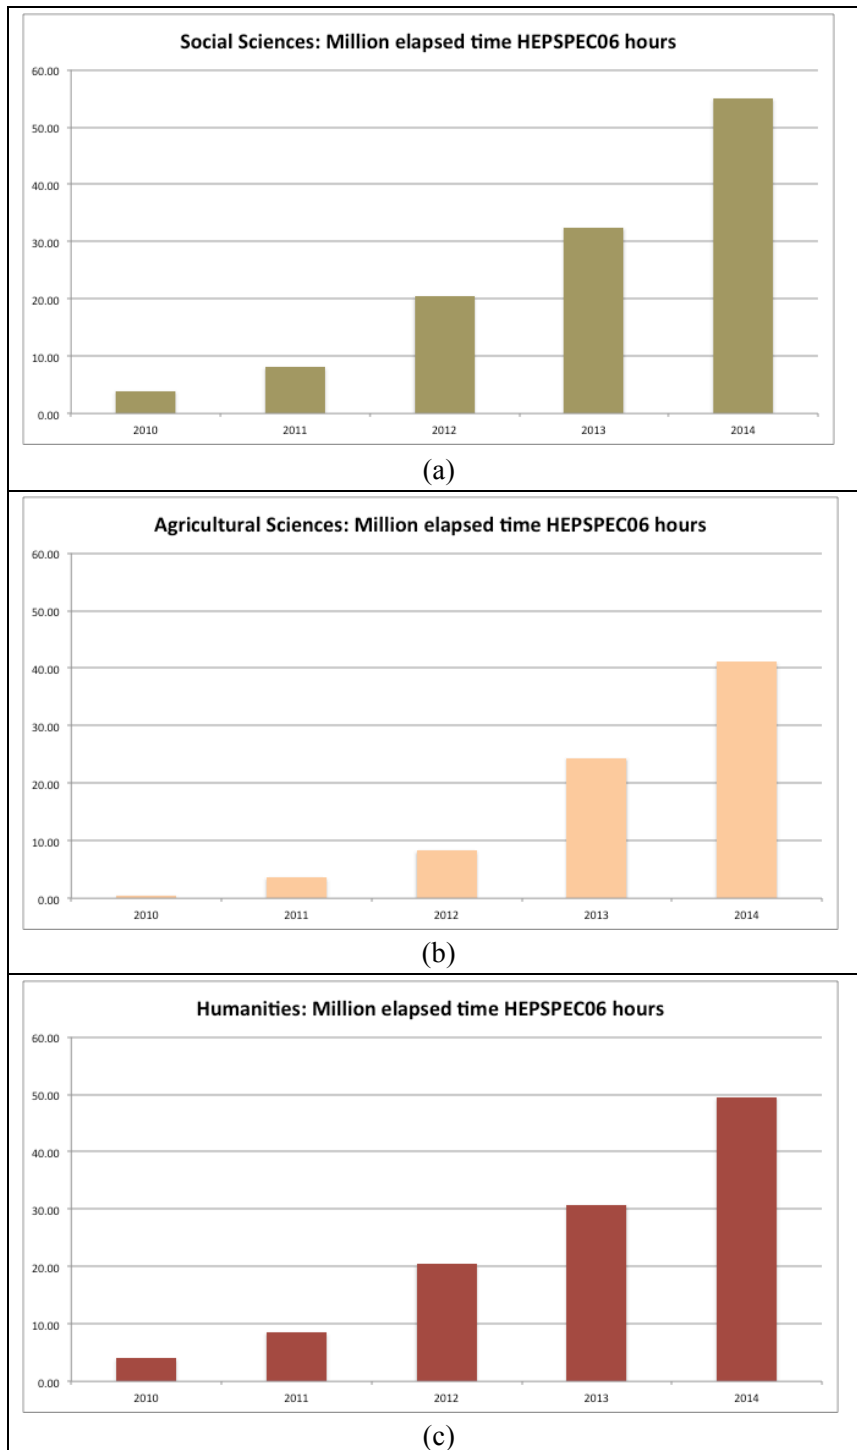 Social Sciences: Million elapsed time HEPSPEC06 hours
60.00
50.00
40.00
30.00
20.00
10.00
0.00
2010 2011 2012 2013 2014
(a)
Agricultural Sciences: Million elapsed time HEPSPEC06 hours
60.00
50.00
40.00
30.00
20.00
10.00
0.00
2010 2011 2012 2013 2014
(b)
Humanities: Million elapsed time HEPSPEC06 hours
60.00
50.00
40.00
30.00
20.00
10.00
0.00
2010 2011 2012 2013 2014
(c)